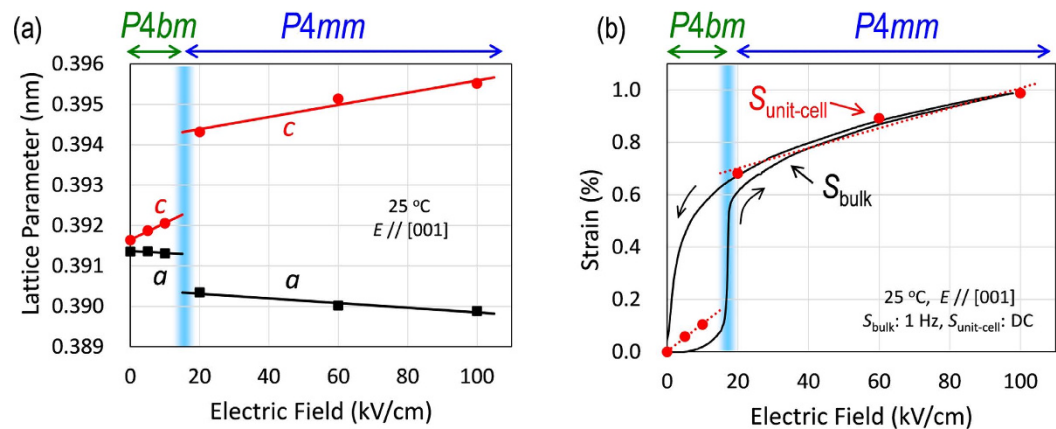 (a)
P4bm
P4mm
Lattice Parameter (nm)
0.396
0.395
0.394
0.393
0.392
0.391
0.390
0.389
c
c
a
a
25 °C
E // [001]
0
20
40
60
80
100
Electric Field (kV/cm)
(b)
P4bm
P4mm
Strain (%)
1.0
0.8
0.6
0.4
0.2
0.0
Sunit-cell
Sbulk
25 °C, E // [001]
Sbulk: 1 Hz, Sunit-cell: DC
0
20
40
60
80
100
Electric Field (kV/cm)